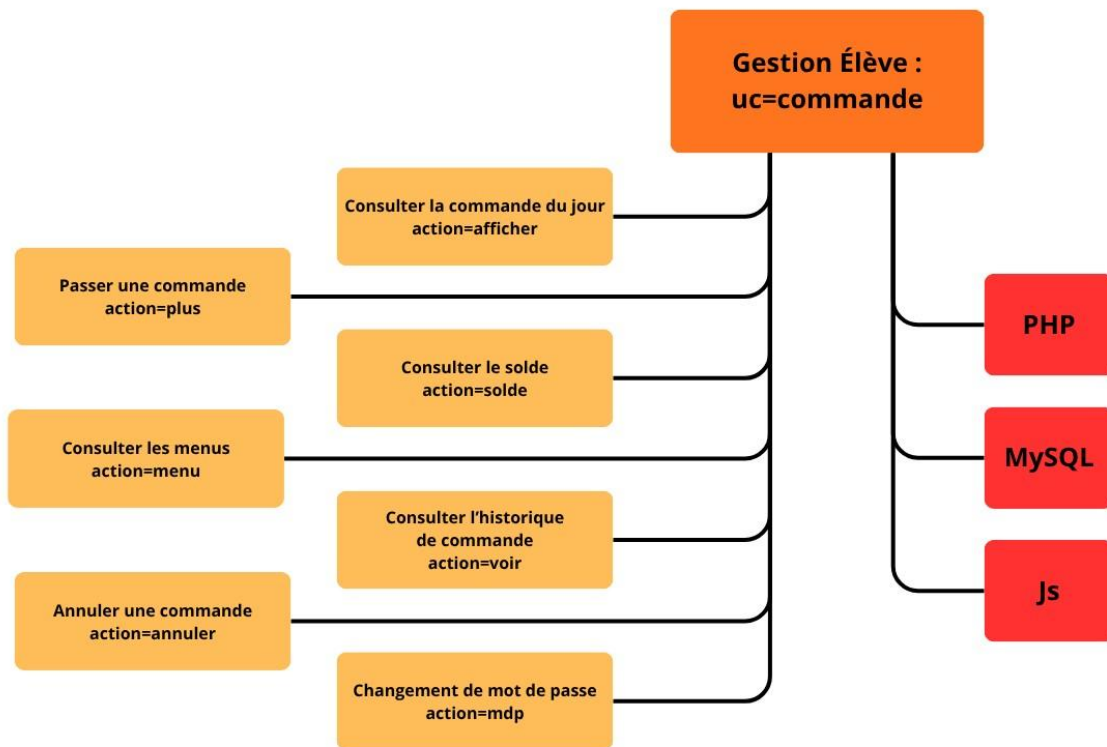 Gestion Élève :
uc=commande
Consulter la commande du jour
action=afficher
Passer une commande
action=plus
Consulter le solde
action=solde
Consulter les menus
action=menu
Consulter l’historique
de commande
action=voir
Annuler une commande
action=annuler
Changement de mot de passe
action=mdp
PHP
MySQL
Js